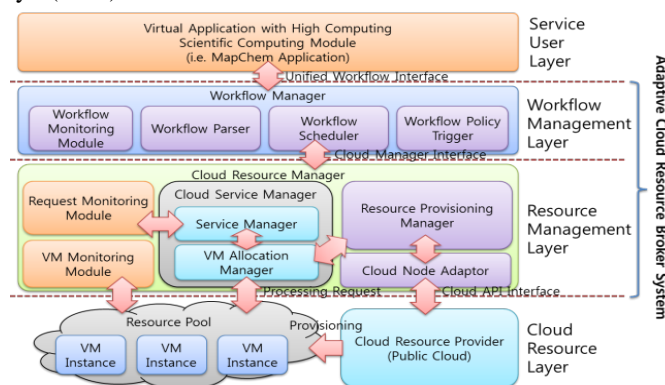 Virtual Application with High Computing
Scientific Computing Module
(i.e. MapChem Application)
Service
User
Layer
Unified Workflow Interface
Workflow Manager
Workflow
Monitoring
Module
Workflow Parser
Workflow
Scheduler
Workflow Policy
Trigger
Workflow
Management
Layer
Cloud Manager Interface
Cloud Resource Manager
Request Monitoring
Module
VM Monitoring
Module
Cloud Service Manager
Service Manager
VM Allocation
Manager
Resource Provisioning
Manager
Cloud Node Adaptor
Resource
Management
Layer
Adaptive Cloud Resource Broker System
Processing Request
Cloud API Interface
Resource Pool
Provisioning
VM
Instance
VM
Instance
VM
Instance
Cloud Resource Provider
(Public Cloud)
Cloud
Resource
Layer